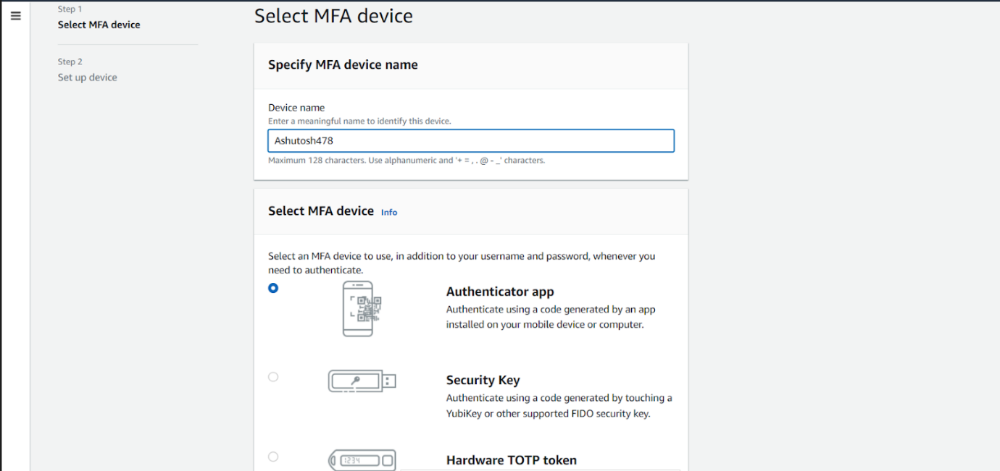 Step 1
Select MFA device
Step 2
Set up device
Select MFA device
Specify MFA device name
Device name
Enter a meaningful name to identify this device.
Ashutosh478
Maximum 128 characters. Use alphanumeric and '+ = , . @ - _' characters.
Select MFA device Info
Select an MFA device to use, in addition to your username and password, whenever you
need to authenticate.
Authenticator app
Authenticate using a code generated by an app
installed on your mobile device or computer.
Security Key
Authenticate using a code generated by touching a
YubiKey or other supported FIDO security key.
1234
Hardware TOTP token